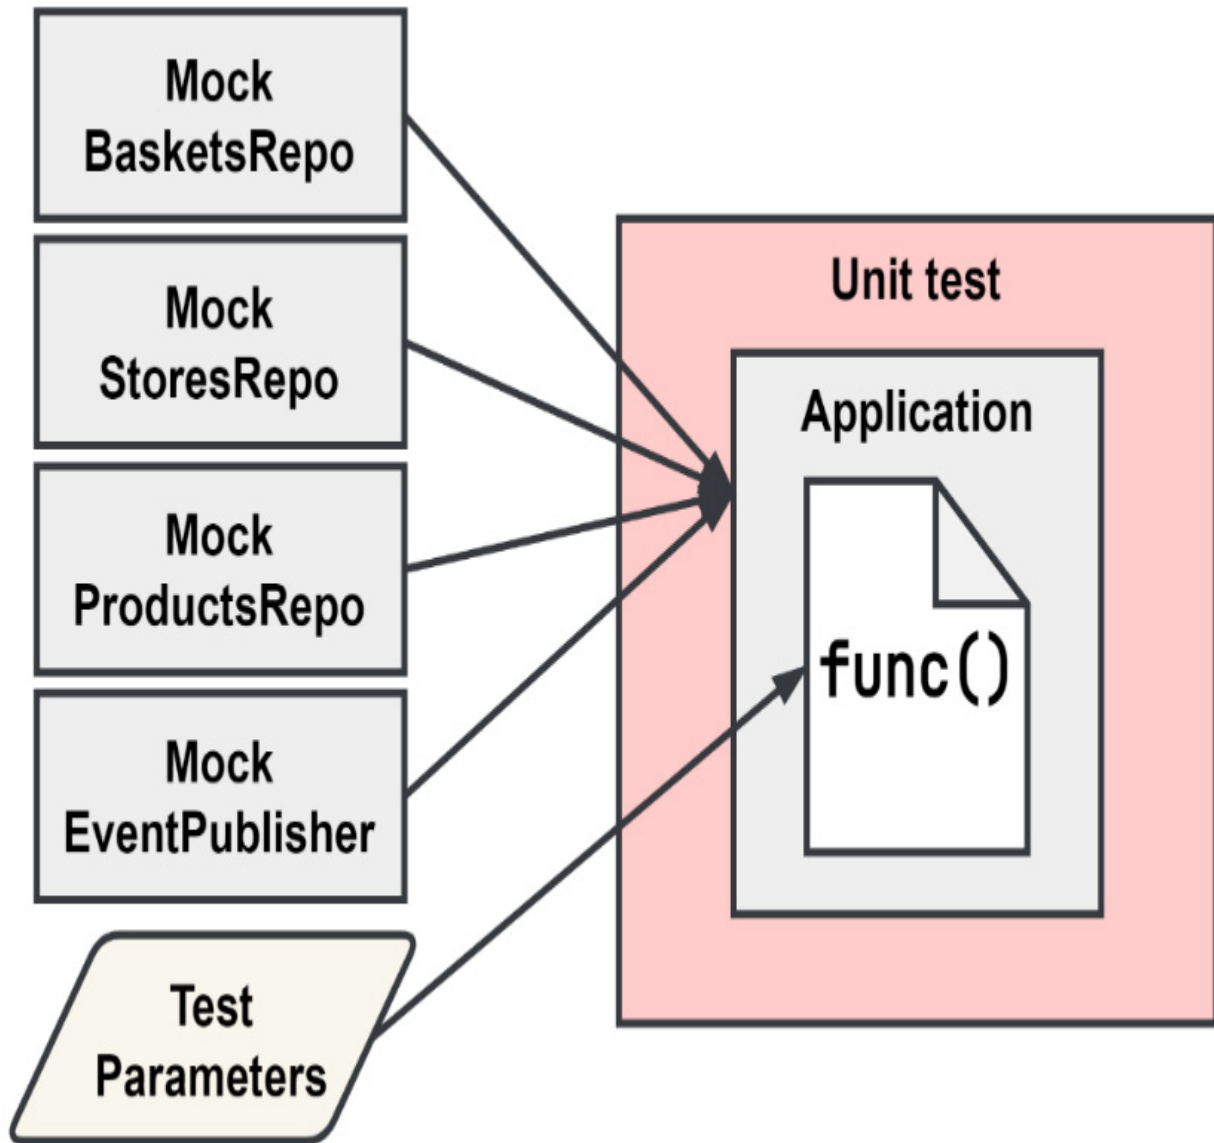 Mock
BasketsRepo
Mock
StoresRepo
Mock
ProductsRepo
Mock
EventPublisher
Test
Parameters
Unit test
Application
func()